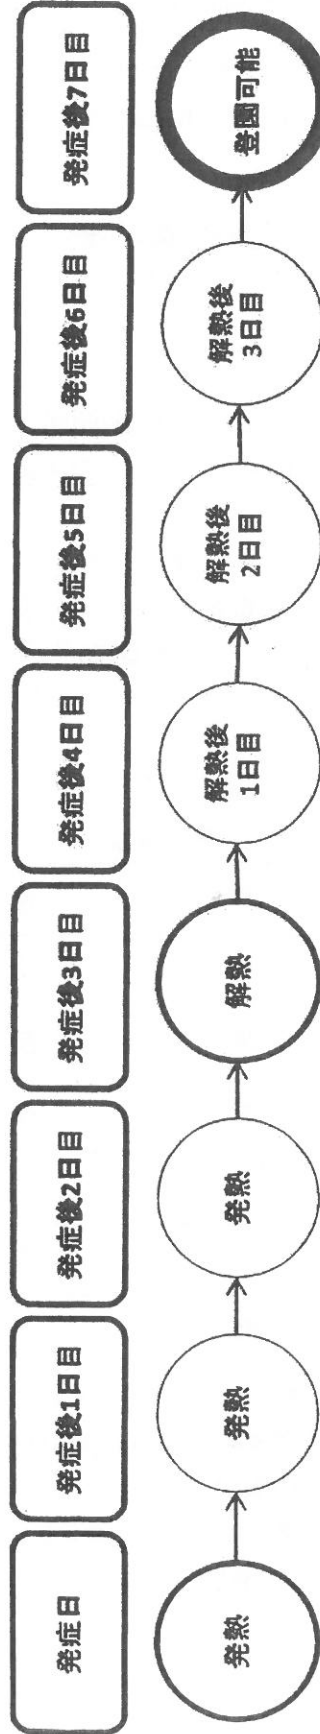 発症日
発症後1日目
発症後2日目
発症後3日目
発症後4日目
発症後5日目
発症後6日目
発症後7日目
発熱
発熱
発熱
解熱
解熱後
1日目
解熱後
2日目
解熱後
3日目
登園可能